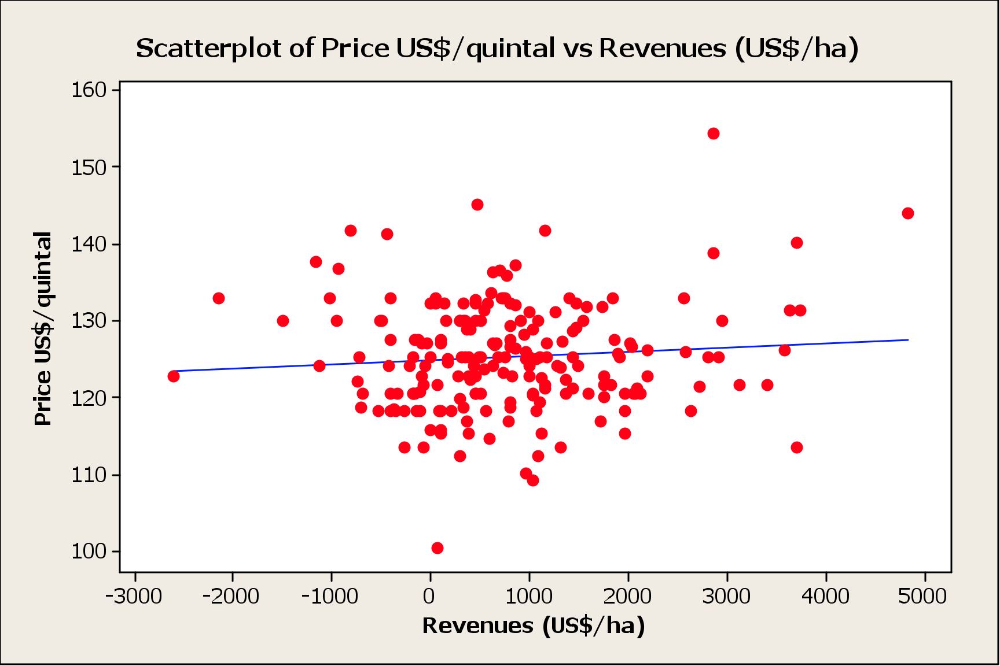 Scatterplot of Price US$/quintal vs Revenues (US$/ha)
160
150
140
130
120
110
100
Price US$/quintal
-3000 -2000 -1000 0 1000 2000 3000 4000 5000
Revenues (US$/ha)